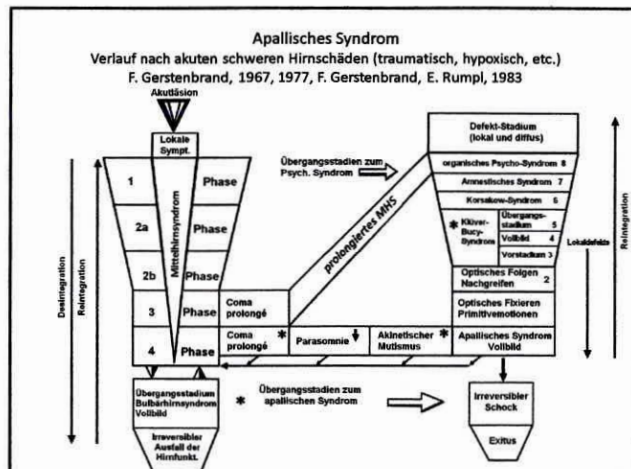 Apallisches Syndrom
Verlauf nach akuten schweren Hirnschäden (traumatisch, hypoxisch, etc.)
F. Gerstenbrand, 1967, 1977, F. Gerstenbrand, E. Rumpl, 1983
Akutläsion
Lokale
Sympt.
Mittelhirnsyndrom
1 Phase
2a Phase
2b Phase
3 Phase
4 Phase
Desintegration
Reintegration
Coma
prolongé
Coma *
prolongé
Parasomnie
Akinetischer *
Mutismus
Apallisches Syndrom
Vollbild
Übergangsstadien zum
Psych. Syndrom
prolongiertes MHS
Defekt-Stadium
(lokal und diffus)
organisches Psycho-Syndrom 8
Amnestisches Syndrom 7
Korsakow-Syndrom 6
* Klüver-
Bucy-
Syndrom
Übergangs-
stadium 5
Vollbild 4
Vorstadium 3
Optisches Folgen 2
Nachgreifen
Optisches Fixieren
Primitivemotionen
Lokaldefekte
Reintegration
Übergangsstadium
Bulbärhirnsyndrom
Vollbild
Irreversibler
Ausfall der
Hirnfunkt.
* Übergangsstadien zum
apallischen Syndrom
Irreversibler
Schock
Exitus